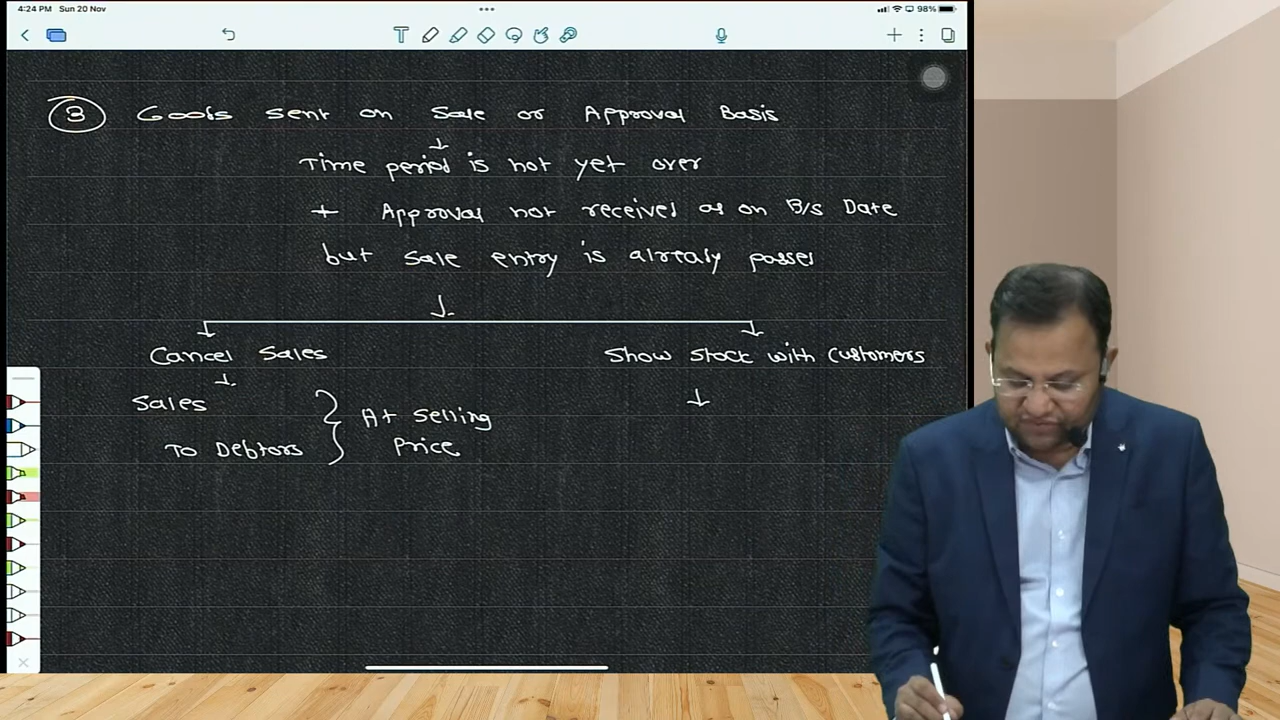 4:24 PM Sun 20 Nov
98%
3 Goods sent on Sale or Approval Basis
Time period is not yet over
+ Approval not received as on B/s Date
but sale entry is already passed
Cancel Sales
Show stock with customers
Sales
To Debtors
At selling
Price